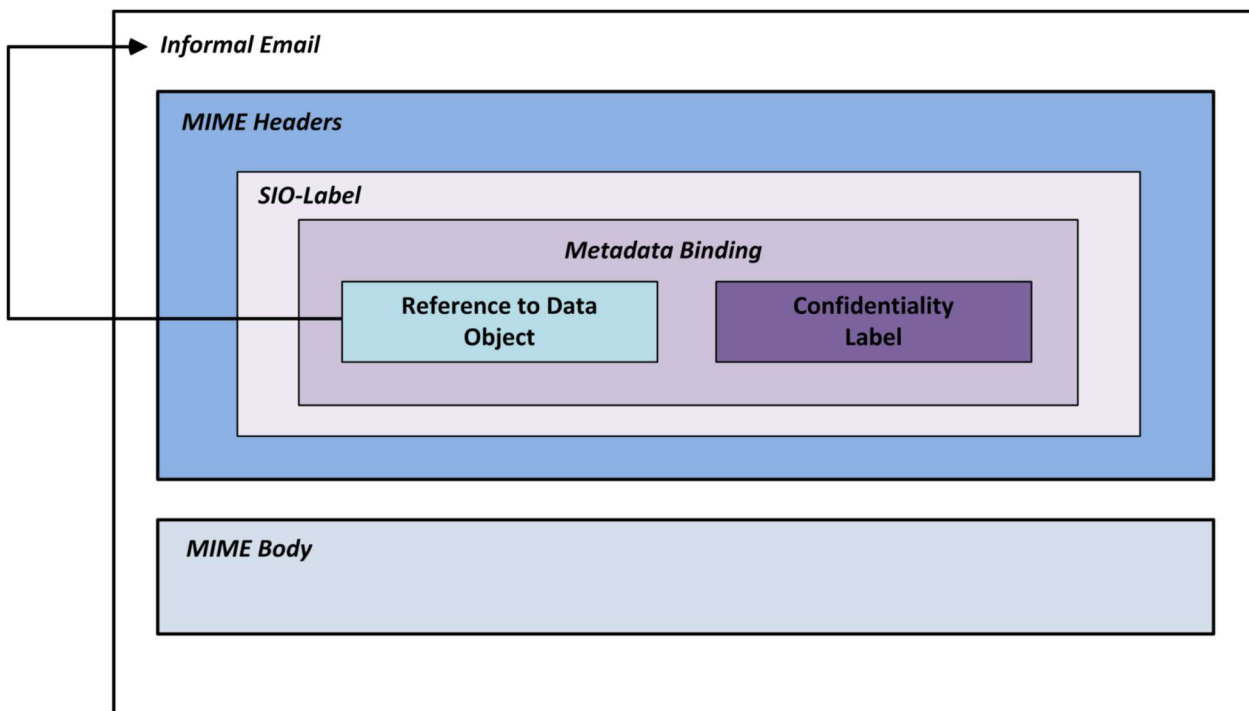 Informal Email
MIME Headers
SIO-Label
Metadata Binding
Reference to Data
Object
Confidentiality
Label
MIME Body